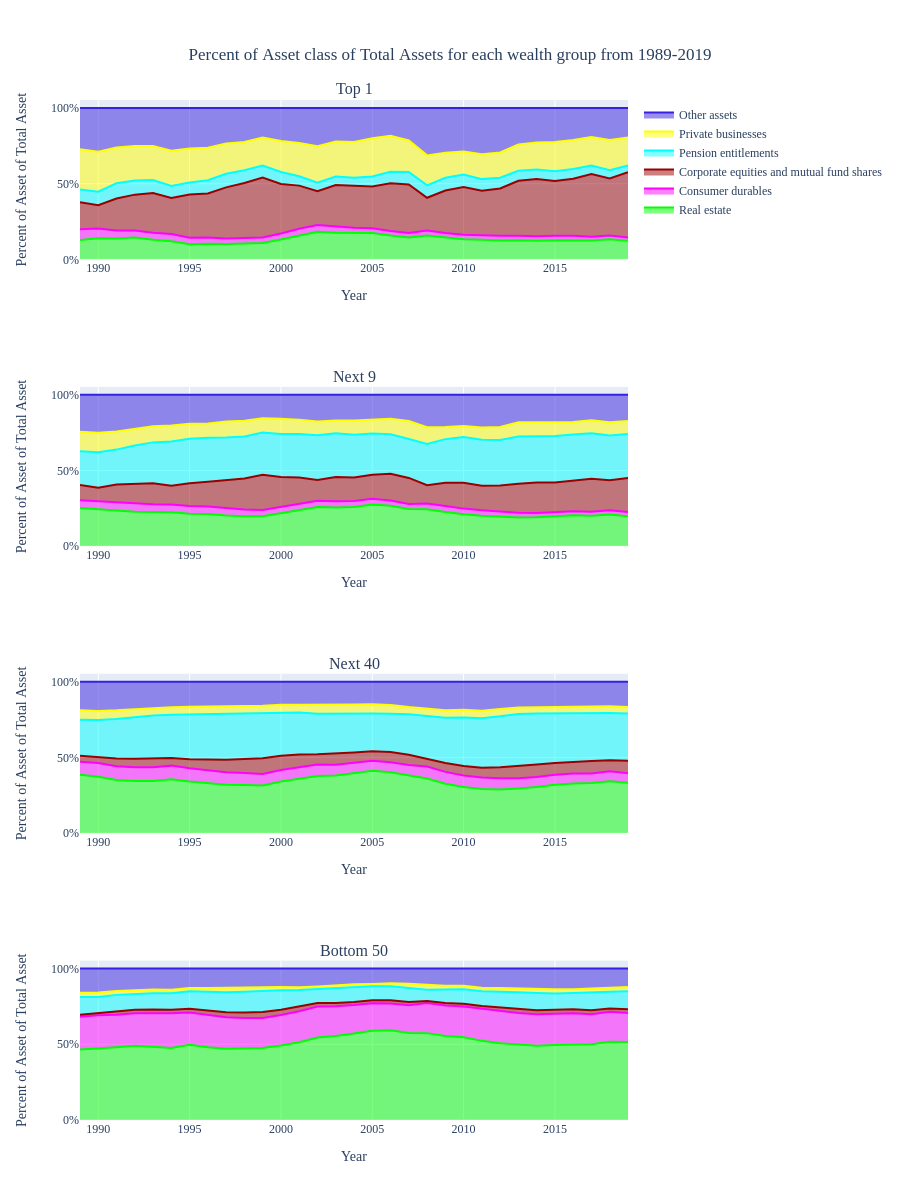 Percent of Asset class of Total Assets for each wealth group from 1989-2019
Top 1
Percent of Asset of Total Asset
100%
50%
0%
1990 1995 2000 2005 2010 2015
Year
Other assets
Private businesses
Pension entitlements
Corporate equities and mutual fund shares
Consumer durables
Real estate
Next 9
Percent of Asset of Total Asset
100%
50%
0%
1990 1995 2000 2005 2010 2015
Year
Next 40
Percent of Asset of Total Asset
100%
50%
0%
1990 1995 2000 2005 2010 2015
Year
Bottom 50
Percent of Asset of Total Asset
100%
50%
0%
1990 1995 2000 2005 2010 2015
Year